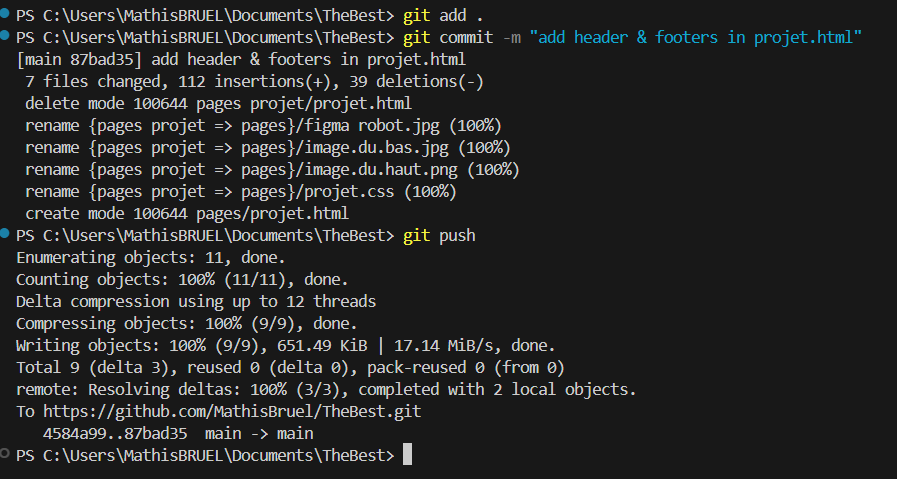 PS C:\Users\MathisBRUEL\Documents\TheBest> git add .
PS C:\Users\MathisBRUEL\Documents\TheBest> git commit -m "add header & footers in projet.html"
[main 87bad35] add header & footers in projet.html
 7 files changed, 112 insertions(+), 39 deletions(-)
 delete mode 100644 pages projet/projet.html
 rename {pages projet => pages}/figma robot.jpg (100%)
 rename {pages projet => pages}/image.du.bas.jpg (100%)
 rename {pages projet => pages}/image.du.haut.png (100%)
 rename {pages projet => pages}/projet.css (100%)
 create mode 100644 pages/projet.html
PS C:\Users\MathisBRUEL\Documents\TheBest> git push
Enumerating objects: 11, done.
Counting objects: 100% (11/11), done.
Delta compression using up to 12 threads
Compressing objects: 100% (9/9), done.
Writing objects: 100% (9/9), 651.49 KiB | 17.14 MiB/s, done.
Total 9 (delta 3), reused 0 (delta 0), pack-reused 0 (from 0)
remote: Resolving deltas: 100% (3/3), completed with 2 local objects.
To https://github.com/MathisBruel/TheBest.git
   4584a99..87bad35  main -> main
PS C:\Users\MathisBRUEL\Documents\TheBest>